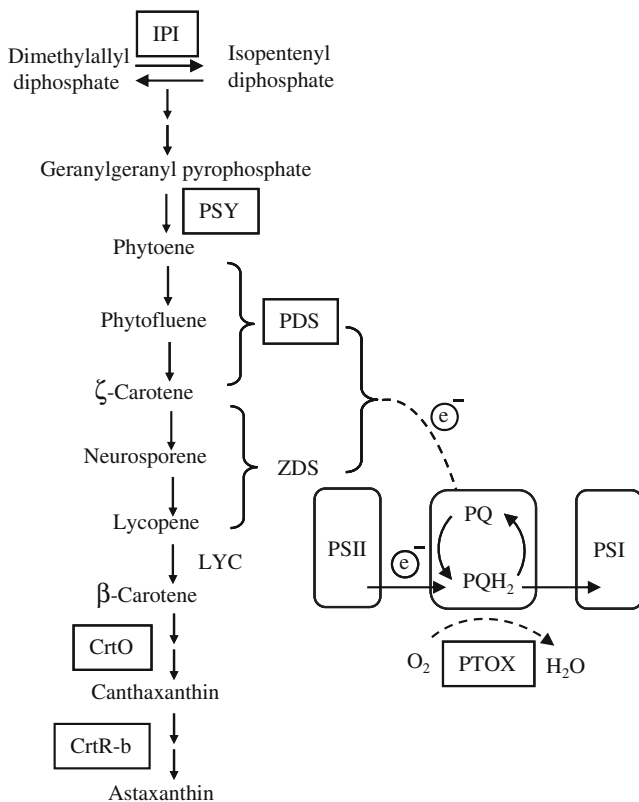 IPI
Dimethylallyl
diphosphate
Isopentenyl
diphosphate
Geranylgeranyl pyrophosphate
PSY
Phytoene
Phytofluene
PDS
ζ-Carotene
e⁻
Neurosporene
ZDS
Lycopene
LYC
β-Carotene
PSII
e⁻
PQ
PQH₂
PSI
O₂
PTOX
H₂O
CrtO
Canthaxanthin
CrtR-b
Astaxanthin